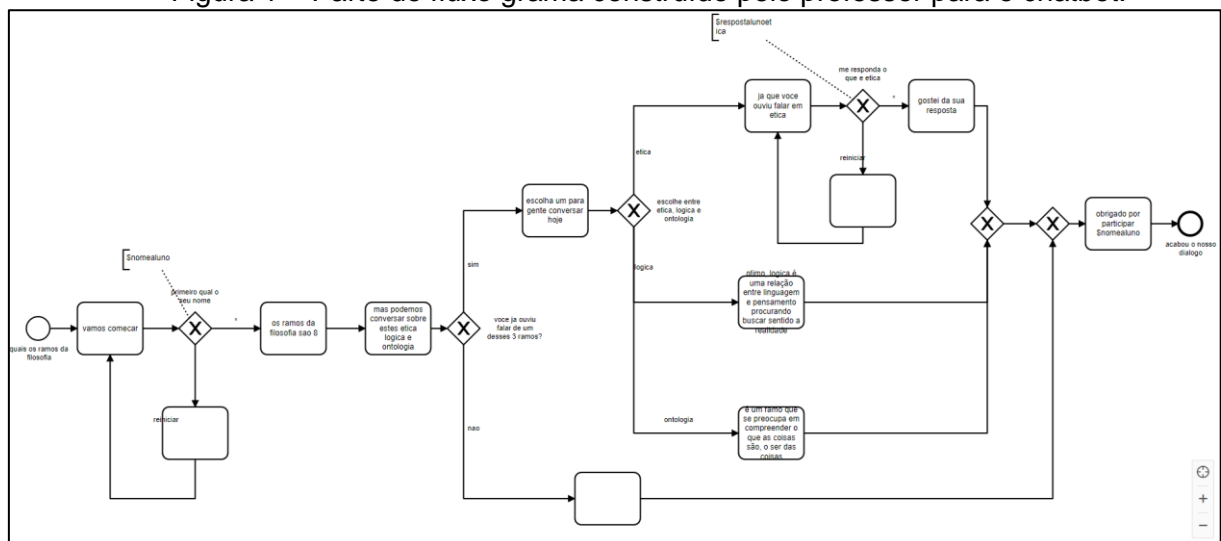 Parte do fluxo grama construído pelo professor para o chatbot.
$respostalunoet
ica
me responda o
que e etica
ja que voce
ouviu falar em
etica
*
gostei da sua
resposta
reiniciar
etica
escolha um para
gente conversar
hoje
escolhe entre
etica, logica e
ontologia
obrigado por
participar
$nomealuno
acabou o nosso
dialogo
$nomealuno
sim
logica
otimo, logica é
uma relação
entre linguagem
e pensamento
procurando
buscar sentido a
realidade
primeiro qual o
seu nome
vamos comecar
*
os ramos da
filosofia sao 8
mas podemos
conversar sobre
estes etica
logica e
ontologia
voce ja ouviu
falar de um
desses 3 ramos?
quais os ramos da
filosofia
reiniciar
nao
ontologia
é um ramo que
se preocupa em
compreender o
que as coisas
são, o ser das
coisas
+
−